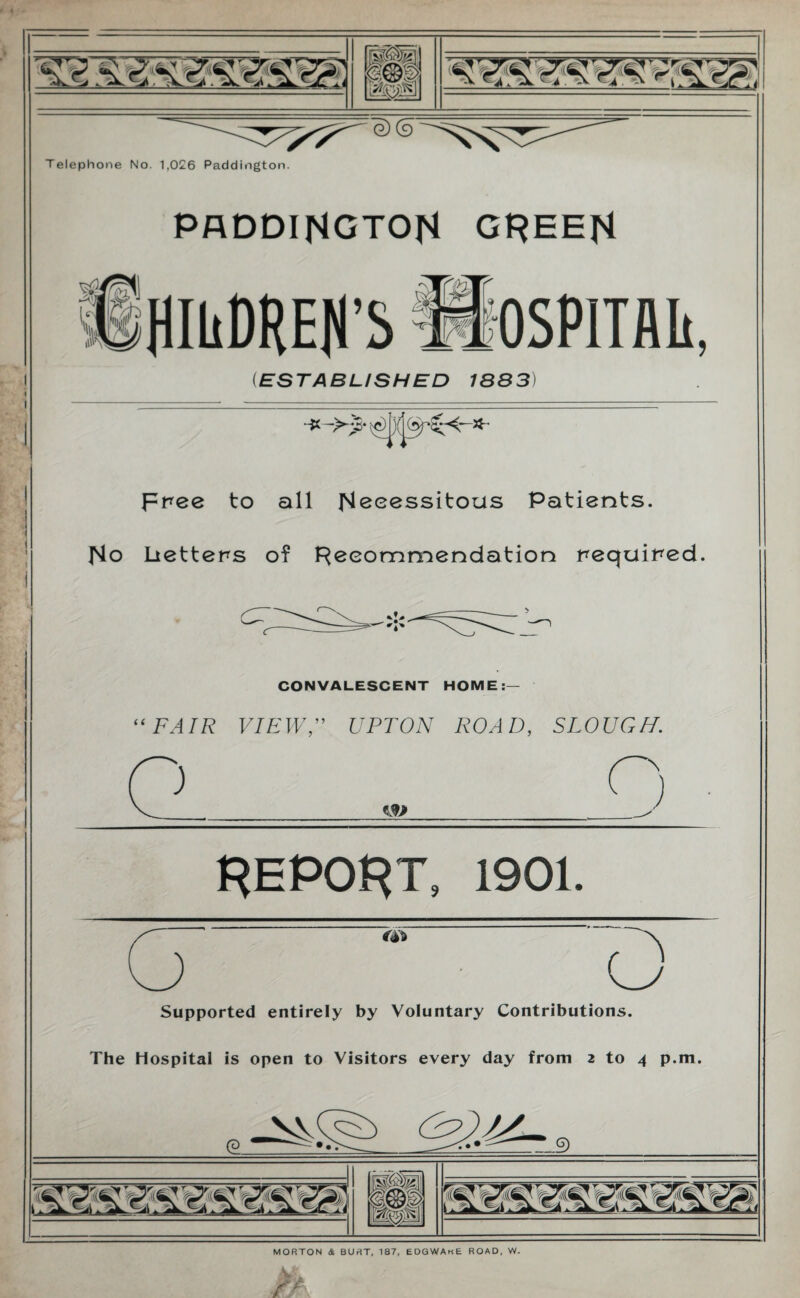 Telephone No. 1,026 Paddington.
PADDINGTON GREEN
CHILDREN'S HOSPITAL,
(ESTABLISHED 1883)
Free to all Necessitous Patients.
No Letters of Recommendation required.
CONVALESCENT HOME:—
"FAIR VIEW," UPTON ROAD, SLOUGH.
REPORT, 1901.
Supported entirely by Voluntary Contributions.
The Hospital is open to Visitors every day from 2 to 4 p.m.
MORTON & BURT, 187, EDGWARE ROAD, W.